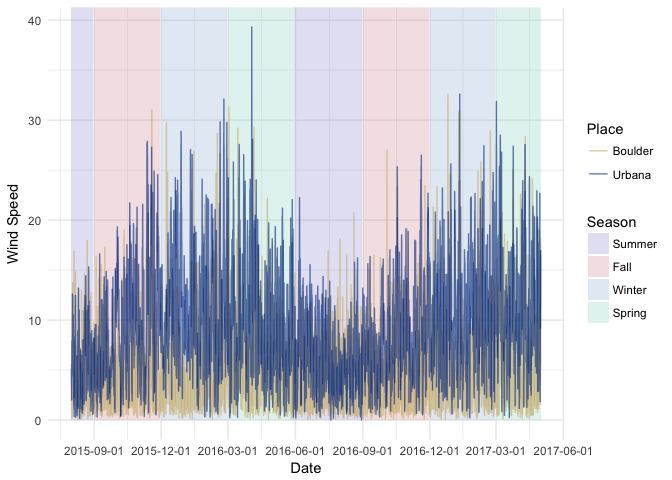 40
30
20
10
0
Wind Speed
2015-09-01 2015-12-01 2016-03-01 2016-06-01 2016-09-01 2016-12-01 2017-03-01 2017-06-01
Date
Place
Boulder
Urbana
Season
Summer
Fall
Winter
Spring